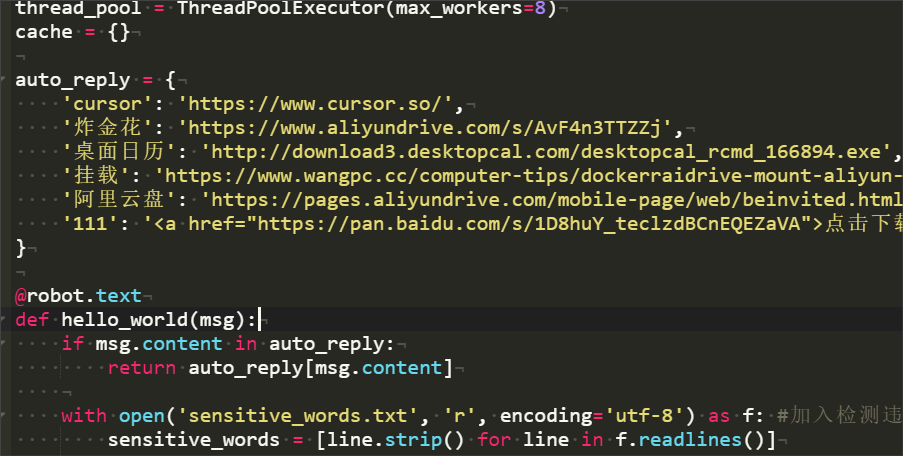 thread_pool = ThreadPoolExecutor(max_workers=8)
cache = {}

auto_reply = {
    'cursor': 'https://www.cursor.so/',
    '炸金花': 'https://www.aliyundrive.com/s/AvF4n3TTZZj',
    '桌面日历': 'http://download3.desktopcal.com/desktopcal_rcmd_166894.exe',
    '挂载': 'https://www.wangpc.cc/computer-tips/dockerraidrive-mount-aliyun-
    '阿里云盘': 'https://pages.aliyundrive.com/mobile-page/web/beinvited.html
    '111': '<a href="https://pan.baidu.com/s/1D8huY_teclzdBCnEQEZaVA">点击下载
}

@robot.text
def hello_world(msg):
    if msg.content in auto_reply:
        return auto_reply[msg.content]

    with open('sensitive_words.txt', 'r', encoding='utf-8') as f: #加入检测违
        sensitive_words = [line.strip() for line in f.readlines()]